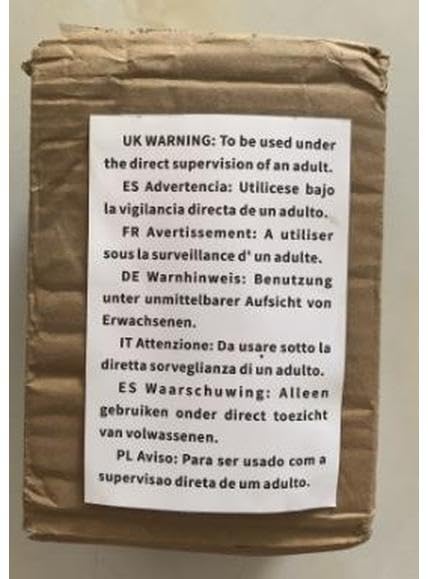 UK WARNING: To be used under
the direct supervision of an adult.
ES Advertencia: Utilicese bajo
la vigilancia directa de un adulto.
FR Avertissement: A utiliser
sous la surveillance d' un adulte.
DE Warnhinweis: Benutzung
unter unmittelbarer Aufsicht von
Erwachsenen.
IT Attenzione: Da usare sotto la
diretta sorveglianza di un adulto.
ES Waarschuwing: Alleen
gebruiken onder direct toezicht
van volwassenen.
PL Aviso: Para ser usado com a
supervisao direta de um adulto.